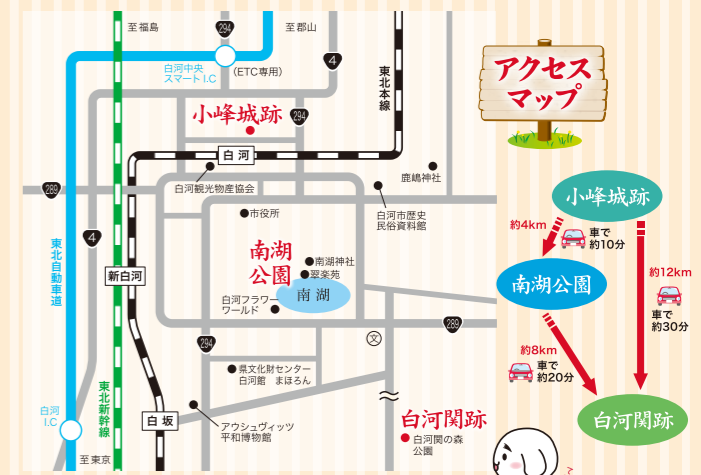 至福島
294
至郡山
白河中央
スマートI.C
(ETC専用)
4
東北本線
アクセス
マップ
小峰城跡
294
白河
白河観光物産協会
鹿嶋神社
289
市役所
白河市歴史
民俗資料館
4
東北自動車道
南湖
公園
南湖神社
翠楽苑
新白河
南湖
白河フラワー
ワールド
289
294
文
県文化財センター
白河館 まほろん
東北新幹線
白河
I.C
白坂
アウシュヴィッツ
平和博物館
白河関跡
白河関の森
公園
至東京
小峰城跡
約4km
車で
約10分
南湖公園
約12km
車で
約30分
約8km
車で
約20分
白河関跡